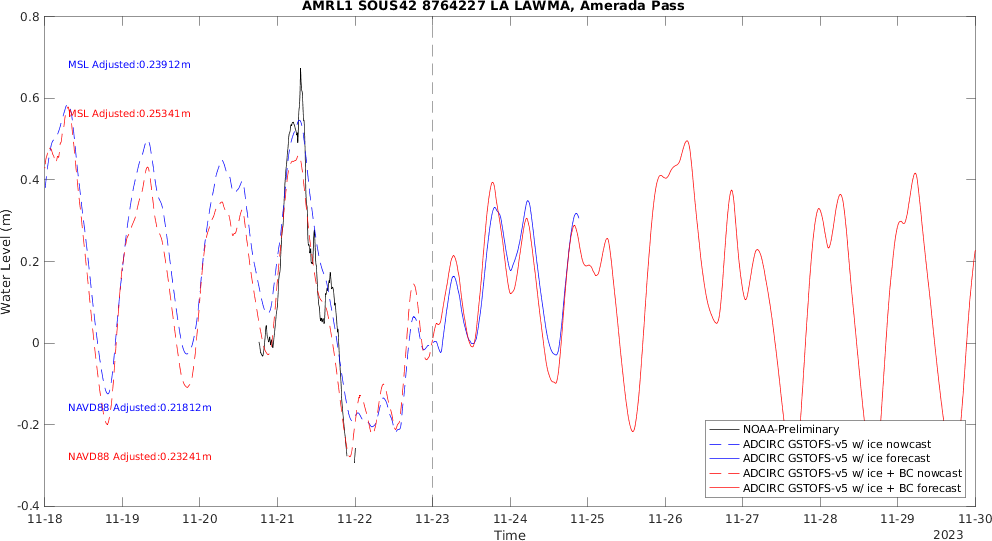 AMRL1 SOUS42 8764227 LA LAWMA, Amerada Pass
0.8
0.6
0.4
0.2
0
-0.2
-0.4
Water Level (m)
MSL Adjusted:0.23912m
MSL Adjusted:0.25341m
NAVD88 Adjusted:0.21812m
NAVD88 Adjusted:0.23241m
NOAA-Preliminary
ADCIRC GSTOFS-v5 w/ ice nowcast
ADCIRC GSTOFS-v5 w/ ice forecast
ADCIRC GSTOFS-v5 w/ ice + BC nowcast
ADCIRC GSTOFS-v5 w/ ice + BC forecast
11-18 11-19 11-20 11-21 11-22 11-23 11-24 11-25 11-26 11-27 11-28 11-29 11-30
Time
2023